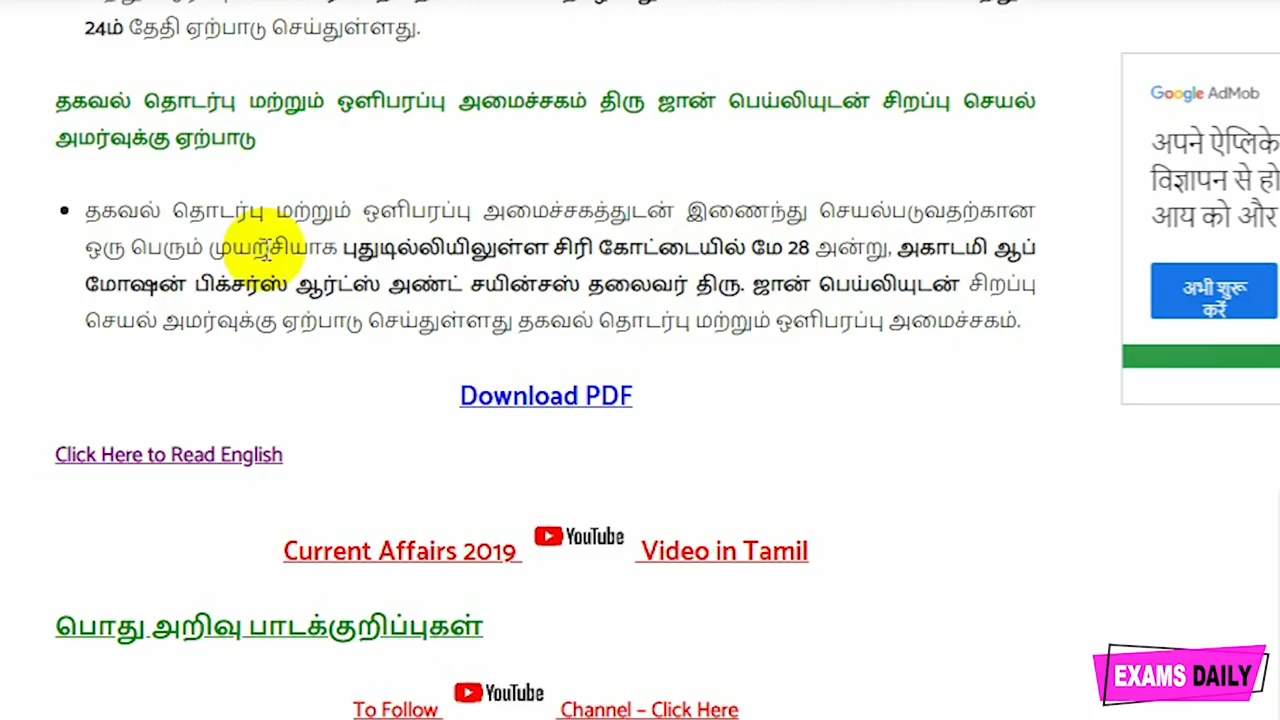 24ம் தேதி ஏற்பாடு செய்துள்ளது.
தகவல் தொடர்பு மற்றும் ஒளிபரப்பு அமைச்சகம் திரு ஜான் பெய்லியுடன் சிறப்பு செயல்
அமர்வுக்கு ஏற்பாடு
தகவல் தொடர்பு மற்றும் ஒளிபரப்பு அமைச்சகத்துடன் இணைந்து செயல்படுவதற்கான
ஒரு பெரும் முயற்சியாக புதுடில்லியிலுள்ள சிரி கோட்டையில் மே 28 அன்று, அகாடமி ஆப்
மோஷன் பிக்சர்ஸ் ஆர்ட்ஸ் அண்ட் சயின்சஸ் தலைவர் திரு. ஜான் பெய்லியுடன் சிறப்பு
செயல் அமர்வுக்கு ஏற்பாடு செய்துள்ளது தகவல் தொடர்பு மற்றும் ஒளிபரப்பு அமைச்சகம்.
Download PDF
Click Here to Read English
Current Affairs 2019 YouTube Video in Tamil
பொது அறிவு பாடக்குறிப்புகள்
To Follow YouTube Channel – Click Here
Google AdMob
अपने ऐप्लिके
विज्ञापन से हो
आय को और
अभी शुरू
करें
EXAMS DAILY